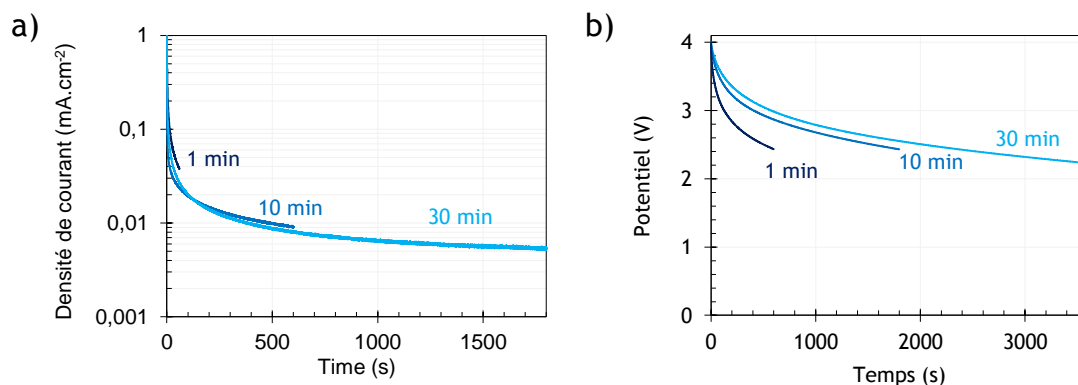 a)
Densité de courant (mA.cm-2)
1
0,1
0,01
0,001
1 min
10 min
30 min
0
500
1000
1500
Time (s)
b)
Potentiel (V)
4
3
2
1
0
30 min
10 min
1 min
0
1000
2000
3000
Temps (s)